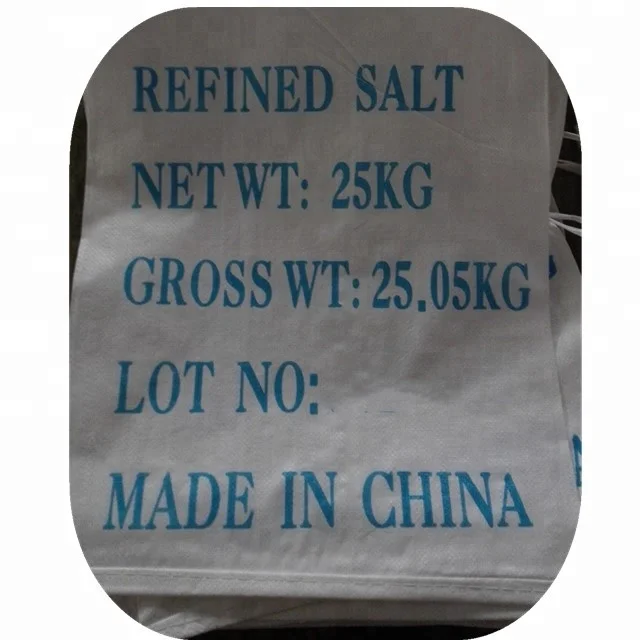 REFINED SALT
NET WT: 25KG
GROSS WT: 25.05KG
LOT NO:
MADE IN CHINA